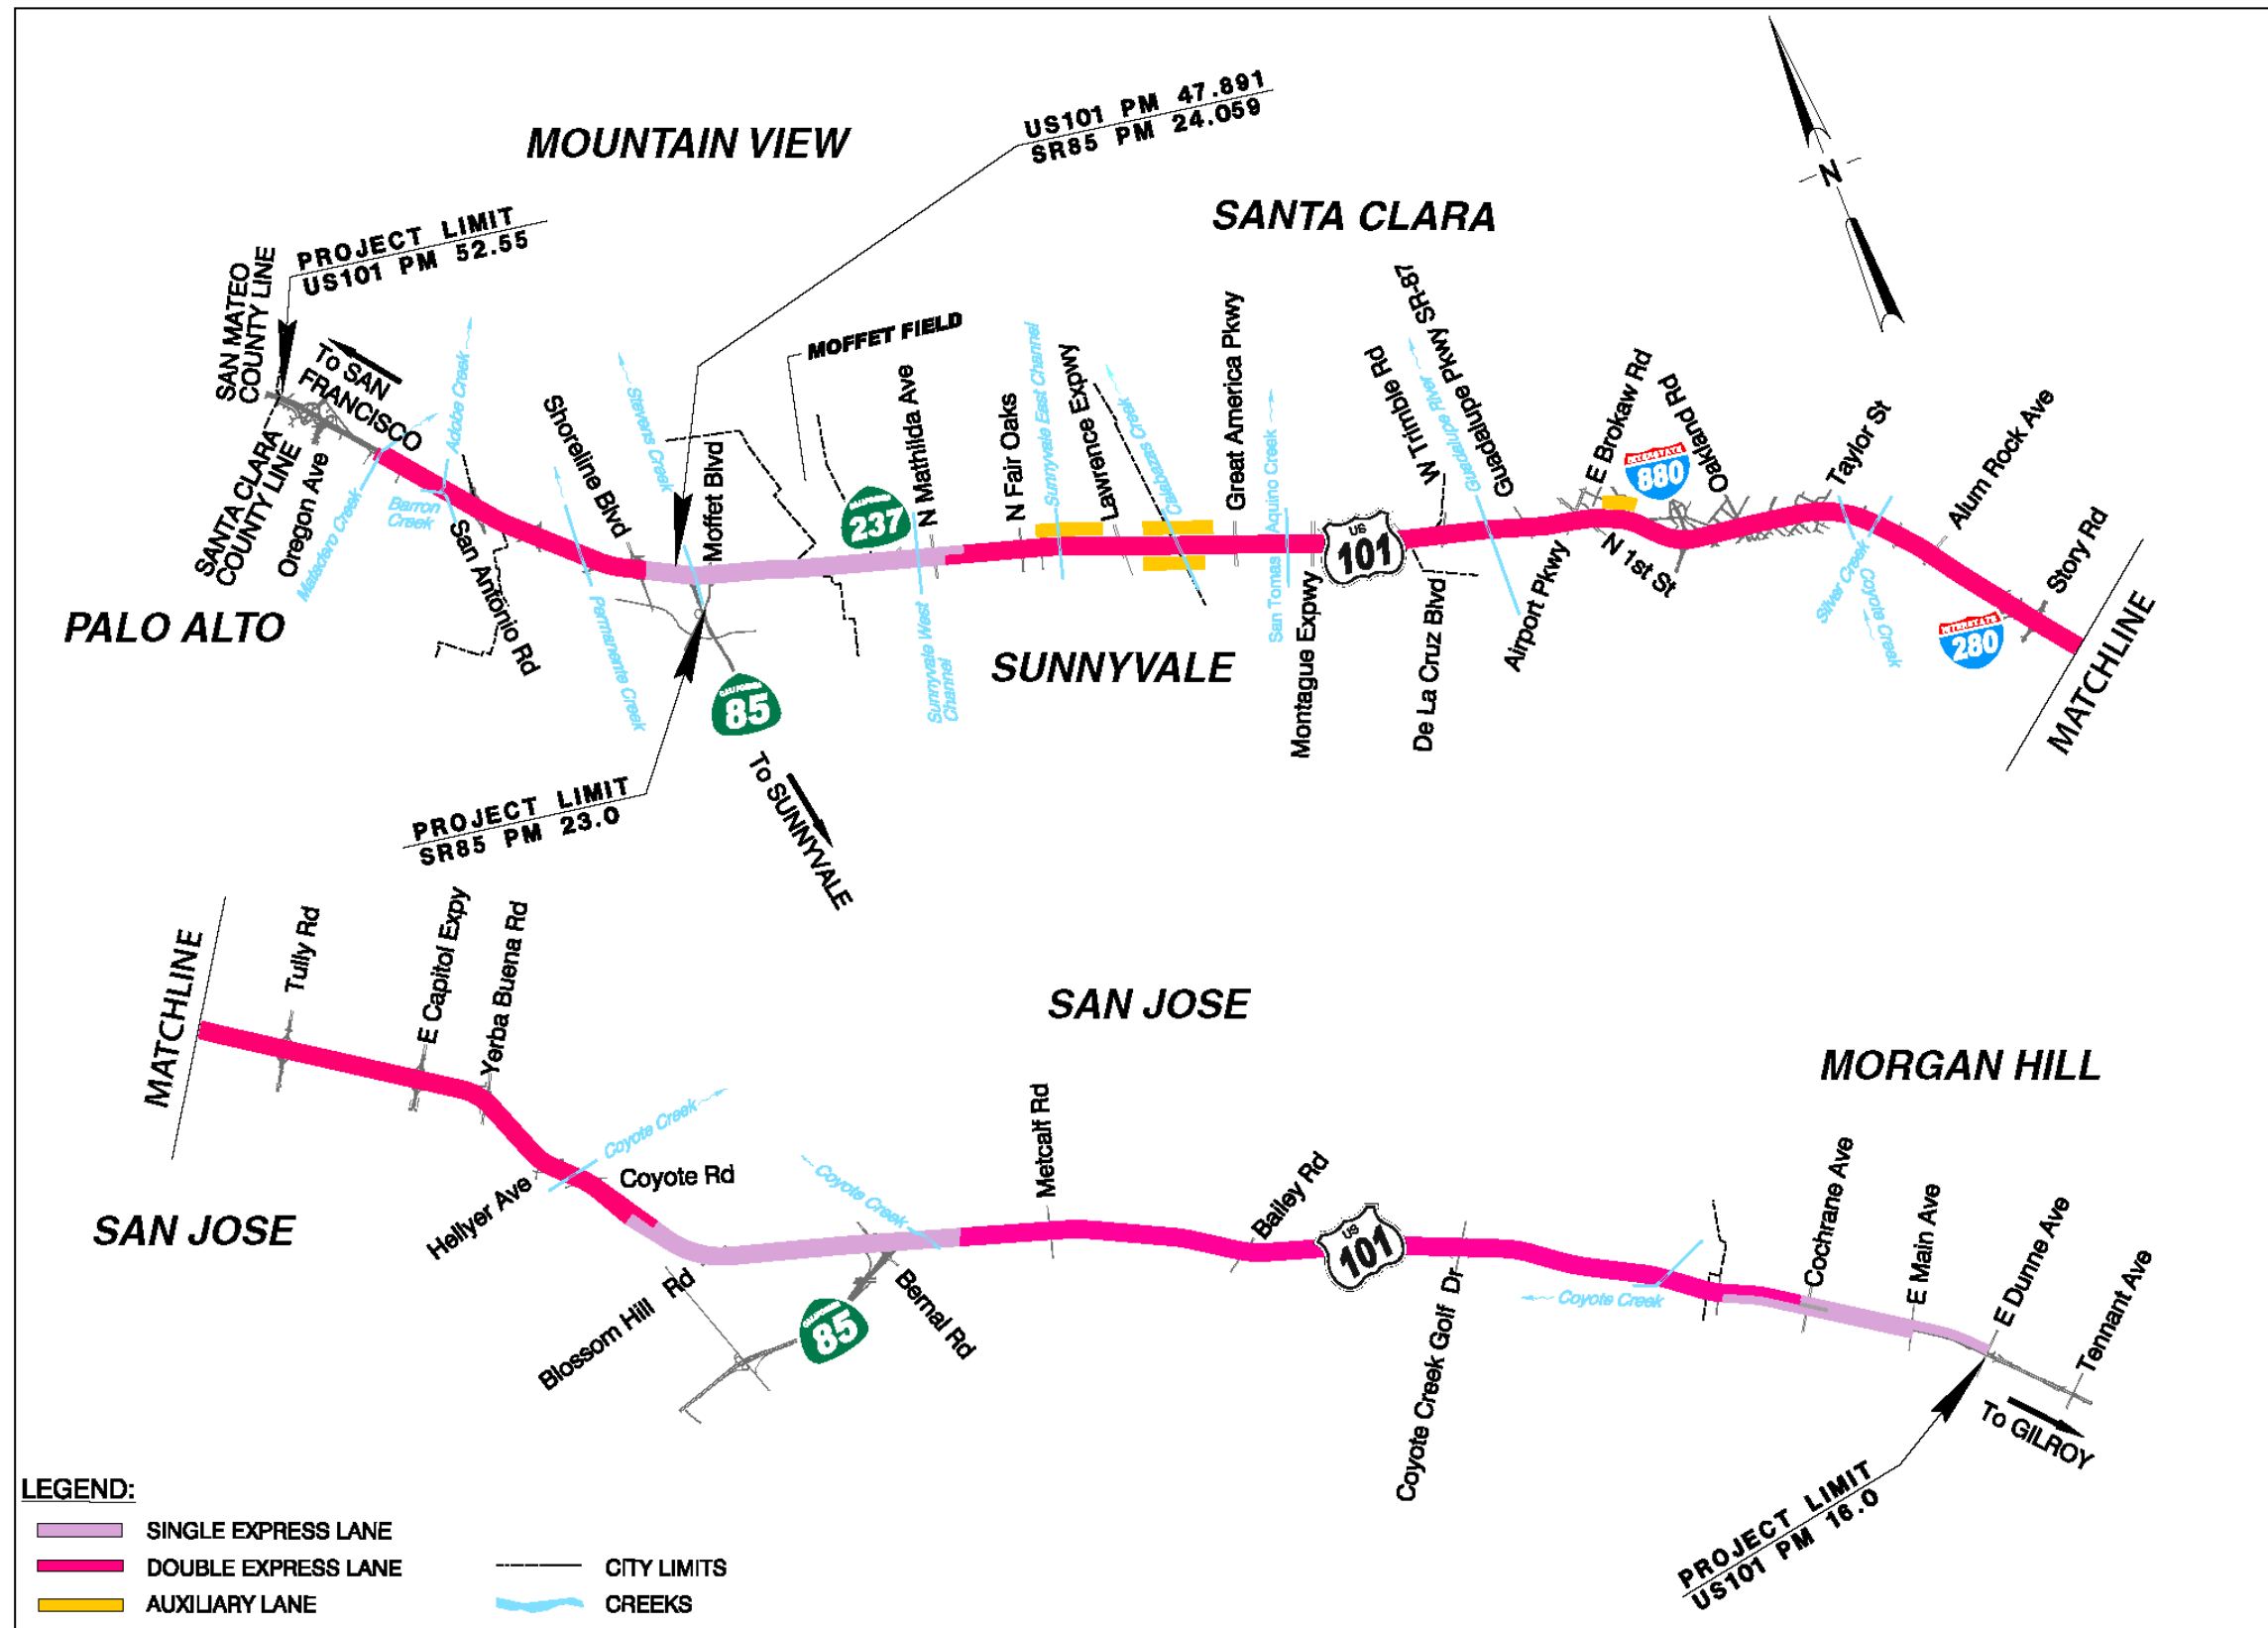 US101 PM 47.891
SR85 PM 24.059
MOUNTAIN VIEW
SANTA CLARA
N
PROJECT LIMIT
US101 PM 52.55
SAN MATEO
COUNTY LINE
To SAN
FRANCISCO
SANTA CLARA
COUNTY LINE
Oregon Ave
Matadero Creek
Adobe Creek
Barron
Creek
San Antonio Rd
Shoreline Blvd
Permanente Creek
Stevens Creek
Moffet Blvd
MOFFET FIELD
CALIFORNIA
237
N Mathilda Ave
Sunnyvale West
Channel
N Fair Oaks
Sunnyvale East Channel
Lawrence Expwy
Calabazas Creek
Great America Pkwy
San Tomas Aquino Creek
Montague Expwy
US
101
W Trimble Rd
De La Cruz Blvd
Guadalupe River
Guadalupe Pkwy SR-87
Airport Pkwy
E Brokaw Rd
N 1st St
INTERSTATE
880
Oakland Rd
Taylor St
Silver Creek
Coyote Creek
Alum Rock Ave
INTERSTATE
280
Story Rd
MATCHLINE
PALO ALTO
SUNNYVALE
CALIFORNIA
85
To SUNNYVALE
PROJECT LIMIT
SR85 PM 23.0
MATCHLINE
Tully Rd
E Capitol Expy
Yerba Buena Rd
SAN JOSE
MORGAN HILL
Hellyer Ave
Coyote Creek
Coyote Rd
SAN JOSE
Blossom Hill Rd
CALIFORNIA
85
Coyote Creek
Bernal Rd
Metcalf Rd
Bailey Rd
US
101
Coyote Creek Golf Dr
Coyote Creek
Cochrane Ave
E Main Ave
E Dunne Ave
Tennant Ave
To GILROY
PROJECT LIMIT
US101 PM 16.0
LEGEND:
SINGLE EXPRESS LANE
DOUBLE EXPRESS LANE
AUXILIARY LANE
CITY LIMITS
CREEKS